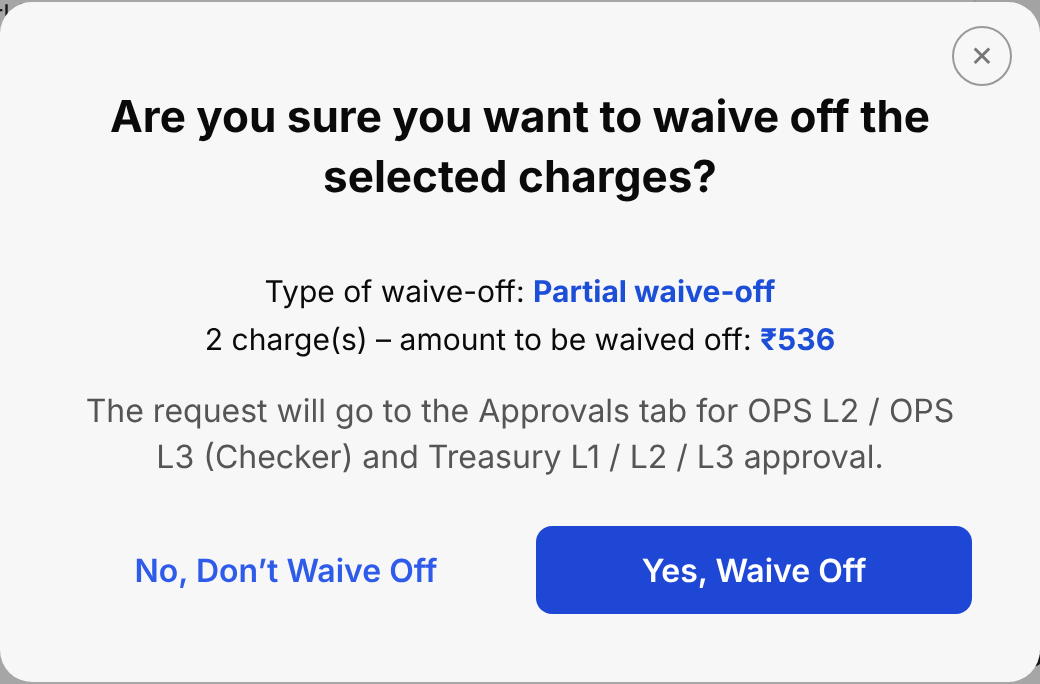 Are you sure you want to waive off the
selected charges?
Type of waive-off: Partial waive-off
2 charge(s) – amount to be waived off: ₹536
The request will go to the Approvals tab for OPS L2 / OPS
L3 (Checker) and Treasury L1 / L2 / L3 approval.
No, Don’t Waive Off
Yes, Waive Off